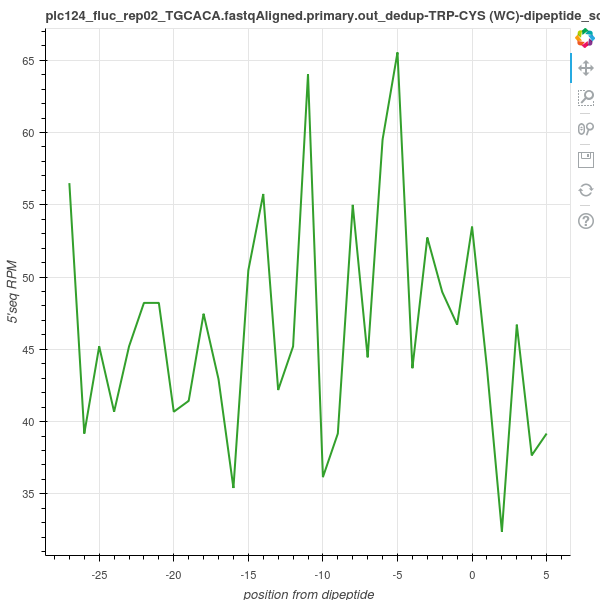 plc124_fluc_rep02_TGCACA.fastqAligned.primary.out_dedup-TRP-CYS (WC)-dipeptide_sc
65
60
55
50
45
40
35
5'seq RPM
-25 -20 -15 -10 -5 0 5
position from dipeptide